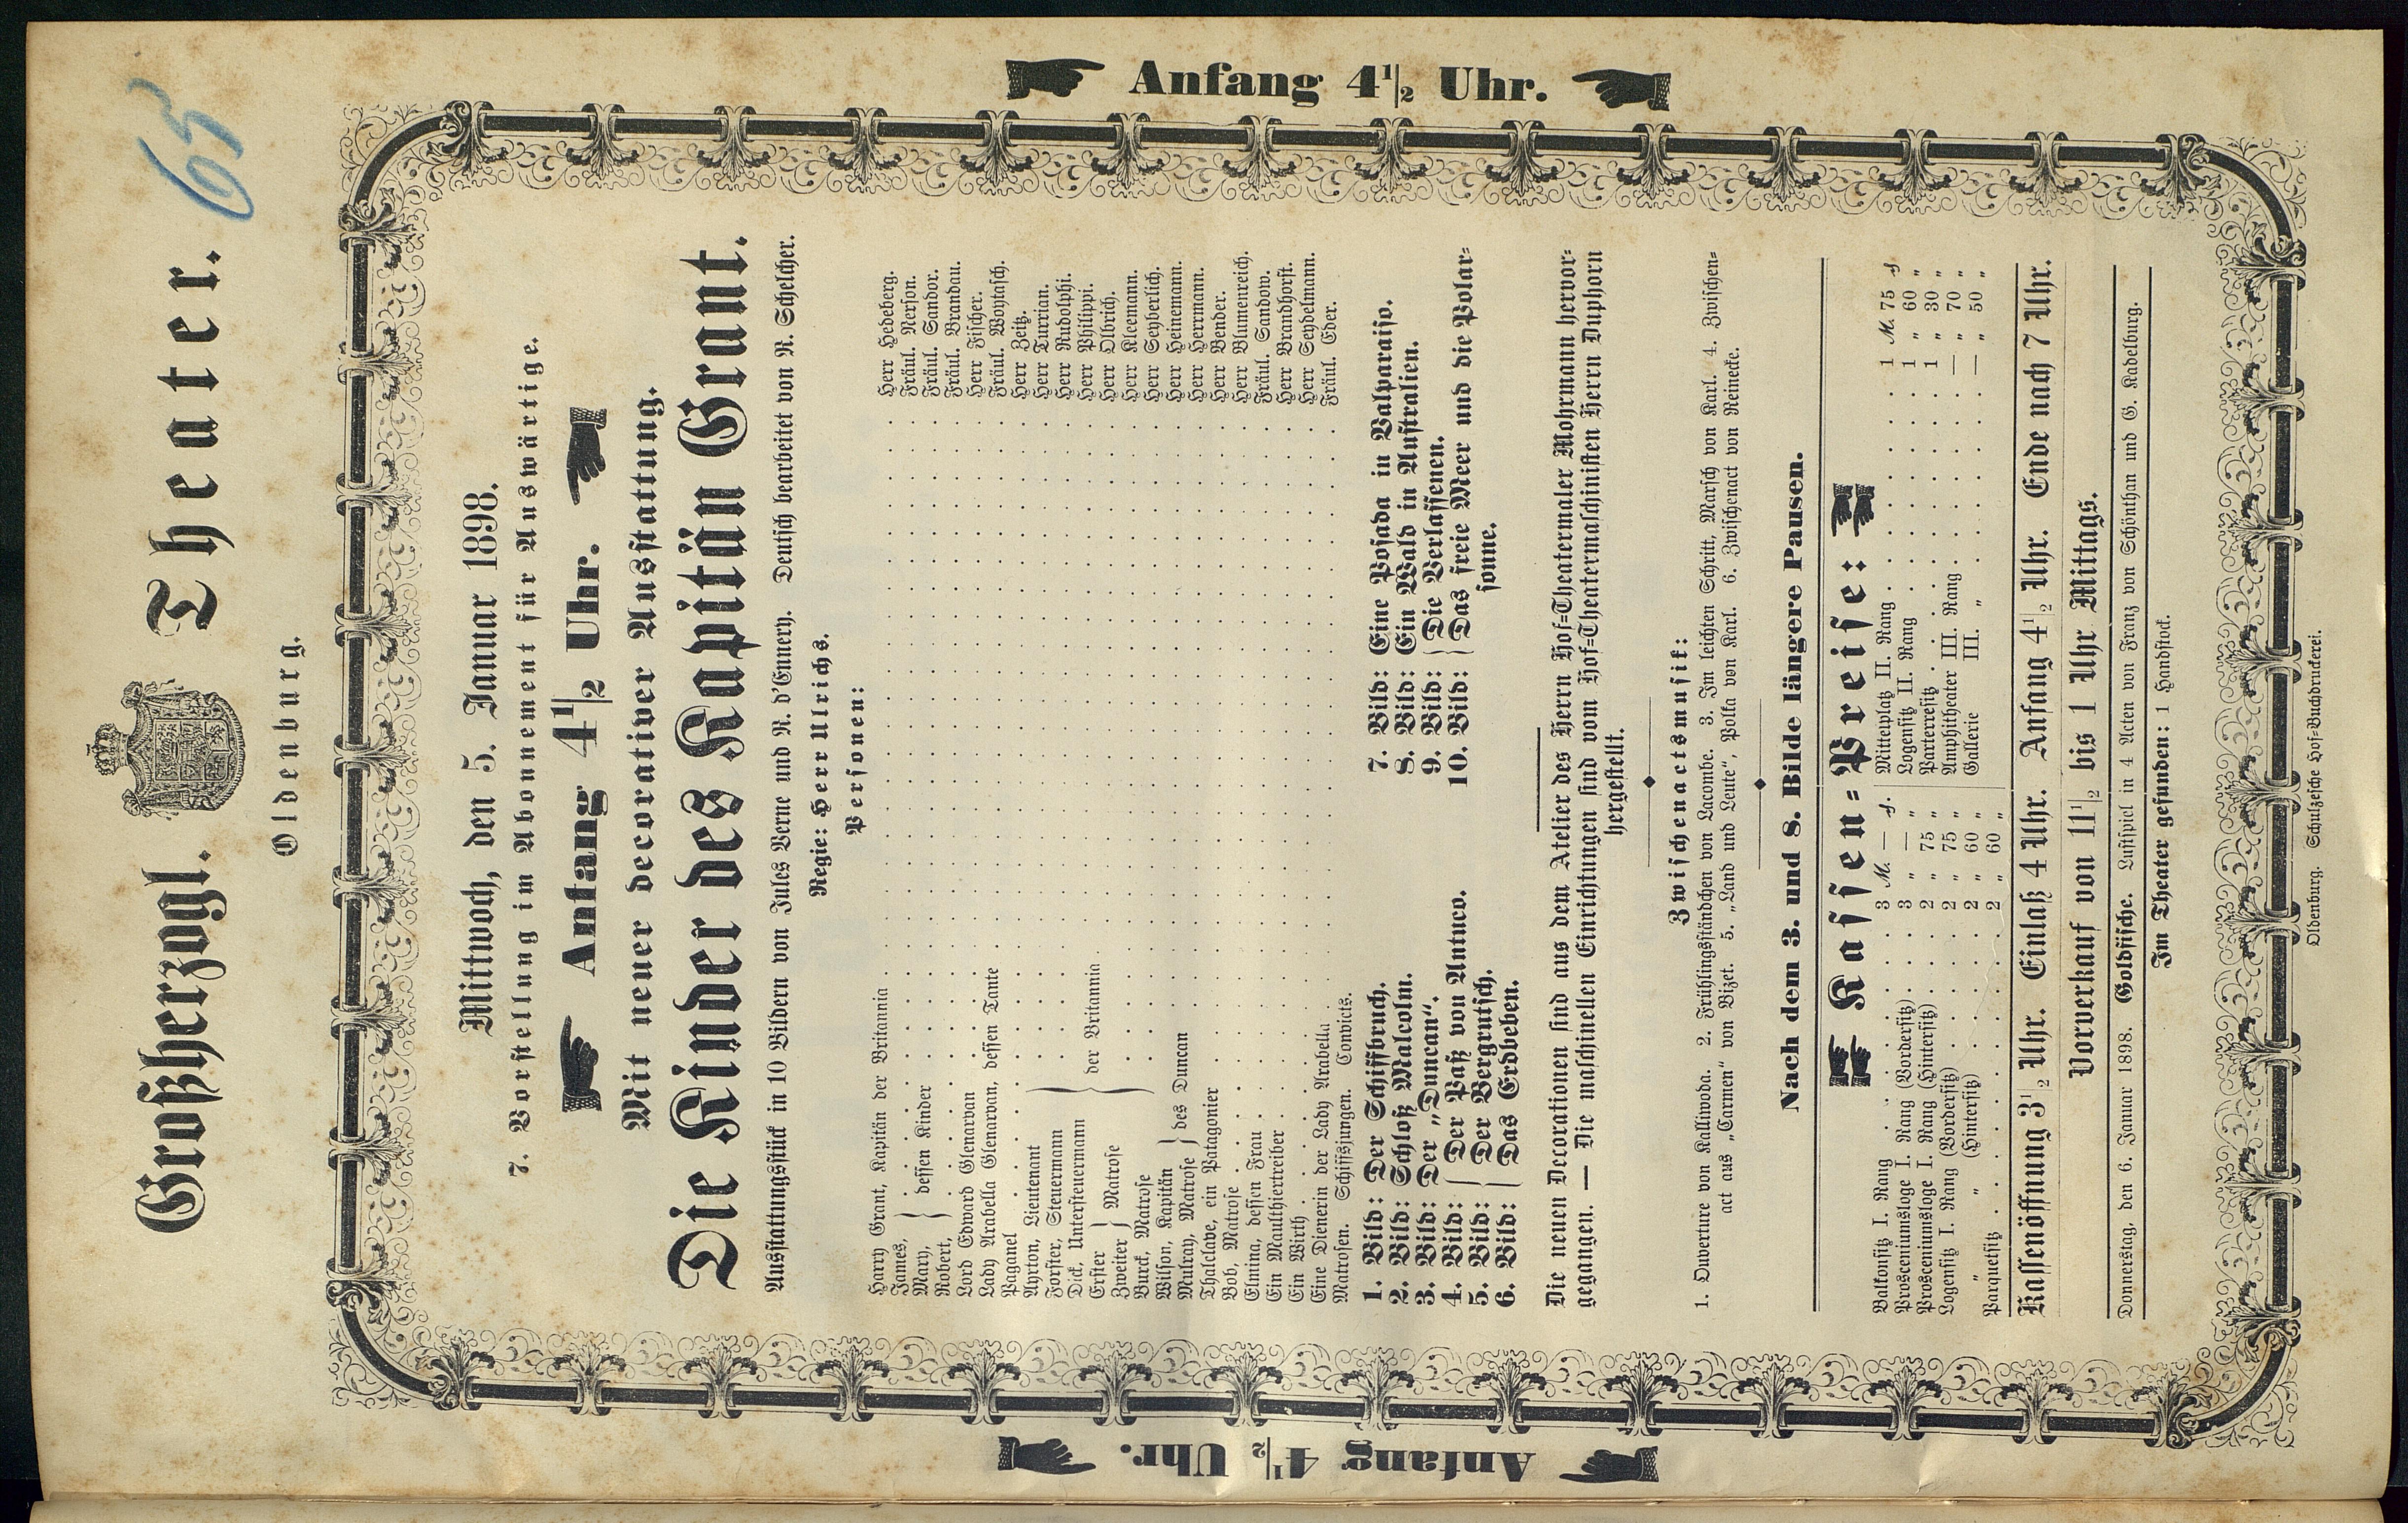 65
Großherzogl. Theater.
Oldenburg.
Mittwoch, den 5. Januar 1898.
7. Vorstellung im Abonnement für Auswärtige.
Anfang 4½ Uhr.
Mit neuer decorativer Ausstattung.
Die Kinder des Kapitän Grant.
Ausstattungsstück in 10 Bildern von Jules Verne und R. d'Ennery. Deutsch bearbeitet von R. Schelcher.
Regie: Herr Ulrichs.
Personen:
Harry Grant, Kapitän der Britannia . . . Herr Hedeberg.
James, . . . Fräul. Nerson.
Mary, } dessen Kinder . . . Fräul. Sandor.
Robert, . . . Fräul. Brandau.
Lord Edward Glenarvan . . . Herr Fischer.
Lady Arabella Glenarvan, dessen Tante . . . Fräul. Woytasch.
Paganel . . . Herr Zeitz.
Ayrton, Lieutenant . . . Herr Turrian.
Forster, Steuermann . . . Herr Rudolphi.
Dick, Untersteuermann } der Britannia . . . Herr Philippi.
Erster } Matrose . . . Herr Olbrich.
Zweiter . . . Herr Kleemann.
Burck, Matrose . . . Herr Seyberlich.
Wilson, Kapitän } des Duncan . . . Herr Heinemann.
Mulray, Matrose . . . Herr Herrmann.
Thalclave, ein Patagonier . . . Herr Bender.
Bob, Matrose . . . Herr Blumenreich.
Elmina, dessen Frau . . . Fräul. Sandow.
Ein Maulthiertreiber . . . Herr Brandhorst.
Ein Wirth . . . Herr Seydelmann.
Eine Dienerin der Lady Arabella . . . Fräul. Eder.
Matrosen. Schiffsjungen. Convicts.
1. Bild: Der Schiffbruch.
2. Bild: Schloß Malcolm.
3. Bild: Der „Duncan".
4. Bild: { Der Paß von Antuco.
5. Bild: { Der Bergrutsch.
6. Bild: { Das Erdbeben.
7. Bild: Eine Posada in Valparaiso.
8. Bild: Ein Wald in Australien.
9. Bild: { Die Verlassenen.
10. Bild: { Das freie Meer und die Polar-
sonne.
Die neuen Decorationen sind aus dem Atelier des Herrn Hof-Theatermaler Mohrmann hervor-
gegangen. — Die maschinellen Einrichtungen sind vom Hof-Theatermaschinisten Herrn Duphorn
hergestellt.
Zwischenactsmusik:
1. Ouverture von Kalliwoda. 2. Frühlingsständchen von Lacombe. 3. Im leichten Schritt, Marsch von Karl. 4. Zwischen-
act aus „Carmen" von Bizet. 5. „Land und Leute", Polka von Karl. 6. Zwischenact von Reinecke.
Nach dem 3. und 8. Bilde längere Pausen.
Kassen-Preise:
Balkonsitz I. Rang . . . 3 M. — ₰.
Prosceniumsloge I. Rang (Vordersitz) . . . 3 „ — „
Prosceniumsloge I. Rang (Hintersitz) . . . 2 „ 75 „
Logensitz I. Rang (Vordersitz) . . . 2 „ 75 „
„ „ (Hintersitz) . . . 2 „ 60 „
Parquetsitz . . . 2 „ 60 „
Mittelplatz II. Rang . . . 1 M. 75 ₰
Logensitz II. Rang . . . 1 „ 60 „
Parterresitz . . . 1 „ 30 „
Amphitheater III. Rang . . . — „ 70 „
Gallerie III. „ . . . — „ 50 „
Kassenöffnung 3½ Uhr. Einlaß 4 Uhr. Anfang 4½ Uhr. Ende nach 7 Uhr.
Vorverkauf von 11½ bis 1 Uhr Mittags.
Donnerstag, den 6. Januar 1898. Goldfische. Lustspiel in 4 Acten von Franz von Schönthan und G. Kadelburg.
Im Theater gefunden: 1 Handstock.
Oldenburg. Schulzesche Hof-Buchdruckerei.
Anfang 4½ Uhr.
Anfang 4½ Uhr.